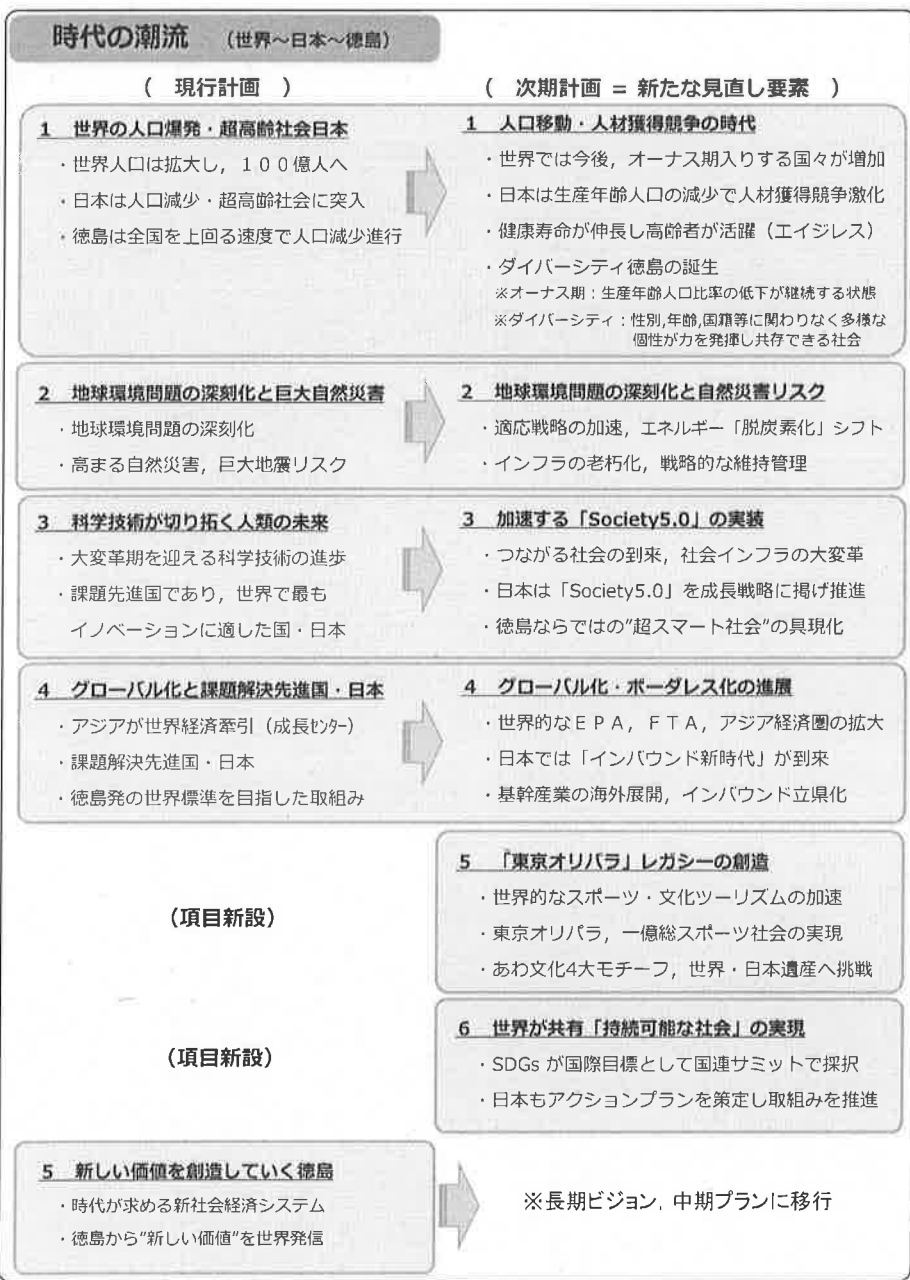 時代の潮流 (世界～日本～徳島)
( 現行計画 )
( 次期計画 = 新たな見直し要素 )
1 世界の人口爆発・超高齢社会日本
・世界人口は拡大し，１００億人へ
・日本は人口減少・超高齢社会に突入
・徳島は全国を上回る速度で人口減少進行
1 人口移動・人材獲得競争の時代
・世界では今後，オーナス期入りする国々が増加
・日本は生産年齢人口の減少で人材獲得競争激化
・健康寿命が伸長し高齢者が活躍（エイジレス）
・ダイバーシティ徳島の誕生
※オーナス期：生産年齢人口比率の低下が継続する状態
※ダイバーシティ：性別,年齢,国籍等に関わりなく多様な
個性が力を発揮し共存できる社会
2 地球環境問題の深刻化と巨大自然災害
・地球環境問題の深刻化
・高まる自然災害，巨大地震リスク
2 地球環境問題の深刻化と自然災害リスク
・適応戦略の加速，エネルギー「脱炭素化」シフト
・インフラの老朽化，戦略的な維持管理
3 科学技術が切り拓く人類の未来
・大変革期を迎える科学技術の進歩
・課題先進国であり，世界で最も
イノベーションに適した国・日本
3 加速する「Society5.0」の実装
・つながる社会の到来，社会インフラの大変革
・日本は「Society5.0」を成長戦略に掲げ推進
・徳島ならではの”超スマート社会”の具現化
4 グローバル化と課題解決先進国・日本
・アジアが世界経済牽引（成長ｾﾝﾀｰ）
・課題解決先進国・日本
・徳島発の世界標準を目指した取組み
4 グローバル化・ボーダレス化の進展
・世界的なＥＰＡ，ＦＴＡ，アジア経済圏の拡大
・日本では「インバウンド新時代」が到来
・基幹産業の海外展開，インバウンド立県化
(項目新設)
5 「東京オリパラ」レガシーの創造
・世界的なスポーツ・文化ツーリズムの加速
・東京オリパラ，一億総スポーツ社会の実現
・あわ文化4大モチーフ，世界・日本遺産へ挑戦
(項目新設)
6 世界が共有「持続可能な社会」の実現
・SDGs が国際目標として国連サミットで採択
・日本もアクションプランを策定し取組みを推進
5 新しい価値を創造していく徳島
・時代が求める新社会経済システム
・徳島から”新しい価値”を世界発信
※長期ビジョン，中期プランに移行